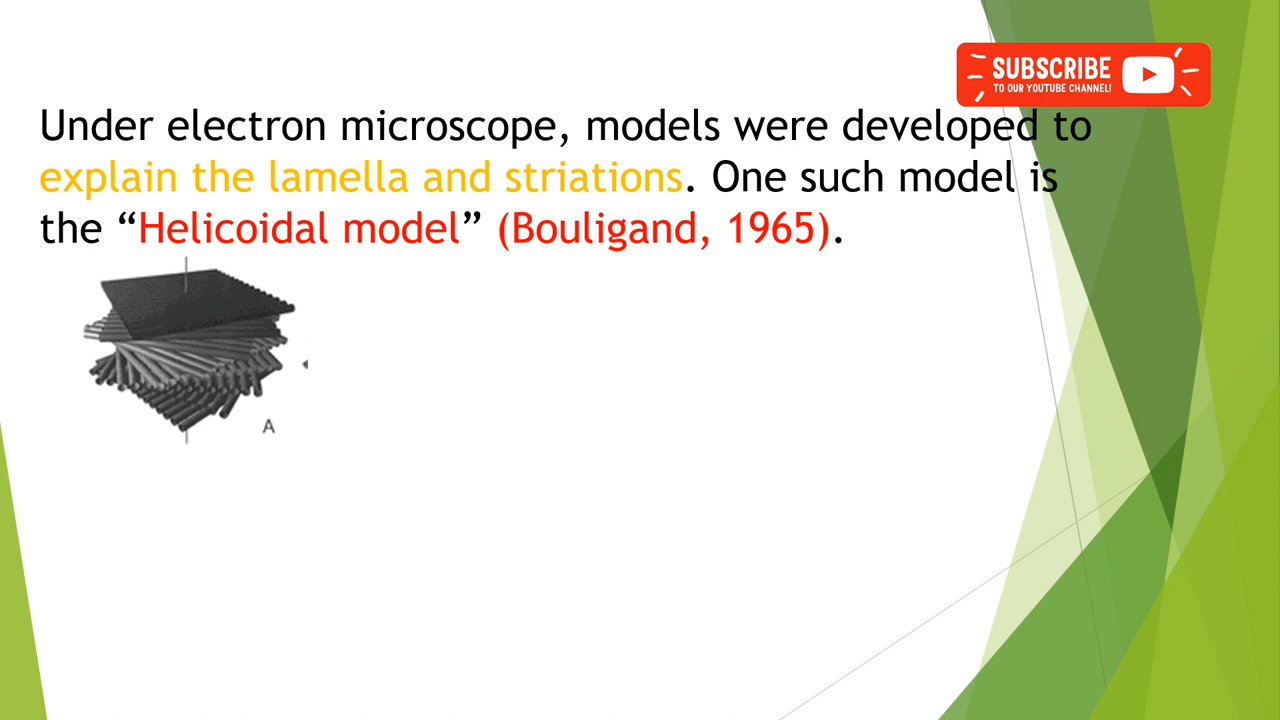 SUBSCRIBE
TO OUR YOUTUBE CHANNEL!
Under electron microscope, models were developed to
explain the lamella and striations. One such model is
the “Helicoidal model” (Bouligand, 1965).
A